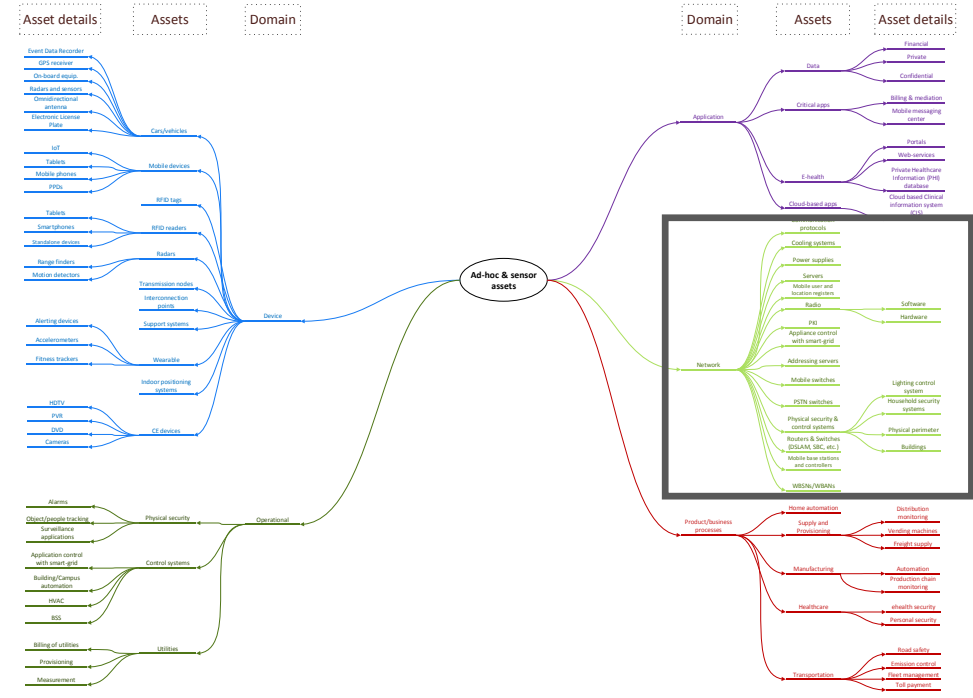 Asset details
Assets
Domain
Domain
Assets
Asset details
Event Data Recorder
GPS receiver
On-board equip.
Radars and sensors
Omnidirectional
antenna
Electronic License
Plate
Cars/vehicles
IoT
Tablets
Mobile phones
PPDs
Mobile devices
RFID tags
Tablets
Smartphones
Standalone devices
RFID readers
Range finders
Motion detectors
Radars
Transmission nodes
Interconnection
points
Support systems
Device
Alerting devices
Accelerometers
Fitness trackers
Wearable
Indoor positioning
systems
HDTV
PVR
DVD
Cameras
CE devices
Alarms
Object/people tracking
Surveillance
applications
Physical security
Operational
Application control
with smart-grid
Building/Campus
automation
HVAC
BSS
Control systems
Billing of utilities
Provisioning
Measurement
Utilities
Ad-hoc & sensor
assets
Application
Data
Financial
Private
Confidential
Critical apps
Billing & mediation
Mobile messaging
center
E-health
Portals
Web-services
Private Healthcare
Information (PHI)
database
Cloud-based apps
Cloud based Clinical
information system
(CIS)
Network
protocols
Cooling systems
Power supplies
Servers
Mobile user and
location registers
Radio
Software
Hardware
PKI
Appliance control
with smart-grid
Addressing servers
Mobile switches
PSTN switches
Physical security &
control systems
Lighting control
system
Household security
systems
Physical perimeter
Buildings
Routers & Switches
(DSLAM, SBC, etc.)
Mobile base stations
and controllers
WBSNs/WBANs
Product/business
processes
Home automation
Supply and
Provisioning
Distribution
monitoring
Vending machines
Freight supply
Manufacturing
Automation
Production chain
monitoring
Healthcare
ehealth security
Personal security
Transportation
Road safety
Emission control
Fleet management
Toll payment